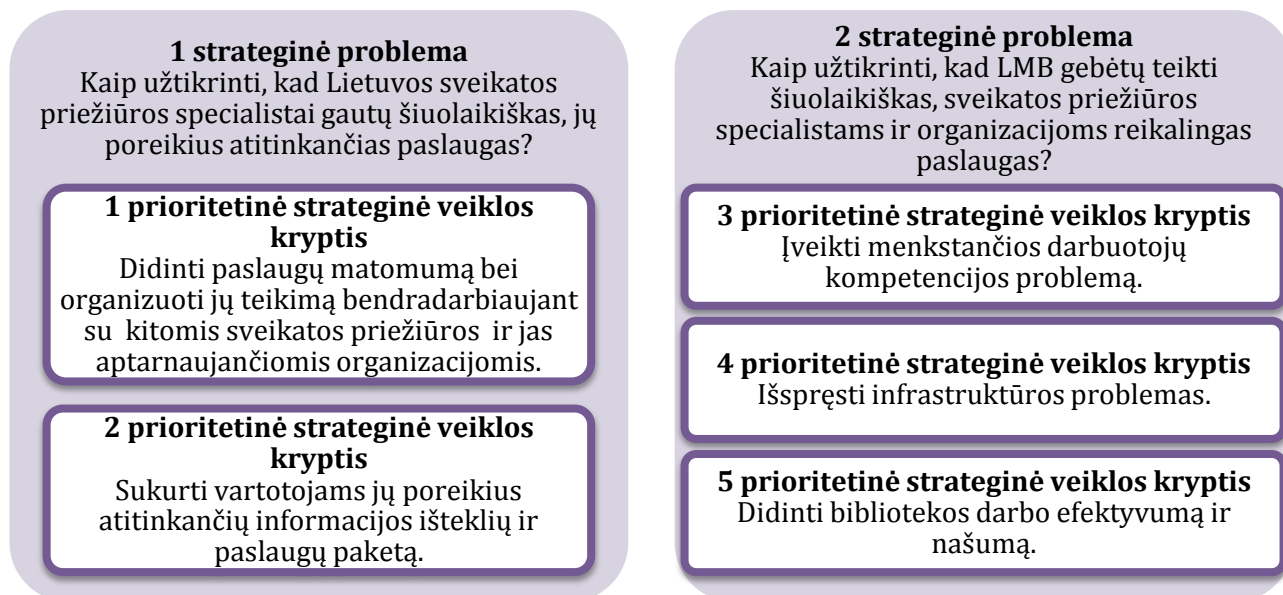 1 strateginė problema
Kaip užtikrinti, kad Lietuvos sveikatos
priežiūros specialistai gautų šiuolaikiškas, jų
poreikius atitinkančias paslaugas?
1 prioritetinė strateginė veiklos
kryptis
Didinti paslaugų matomumą bei
organizuoti jų teikimą bendradarbiaujant
su kitomis sveikatos priežiūros ir jas
aptarnaujančiomis organizacijomis.
2 prioritetinė strateginė veiklos
kryptis
Sukurti vartotojams jų poreikius
atitinkančių informacijos išteklių ir
paslaugų paketą.
2 strateginė problema
Kaip užtikrinti, kad LMB gebėtų teikti
šiuolaikiškas, sveikatos priežiūros
specialistams ir organizacijoms reikalingas
paslaugas?
3 prioritetinė strateginė veiklos kryptis
Įveikti menkstančios darbuotojų
kompetencijos problemą.
4 prioritetinė strateginė veiklos kryptis
Išspręsti infrastruktūros problemas.
5 prioritetinė strateginė veiklos kryptis
Didinti bibliotekos darbo efektyvumą ir
našumą.